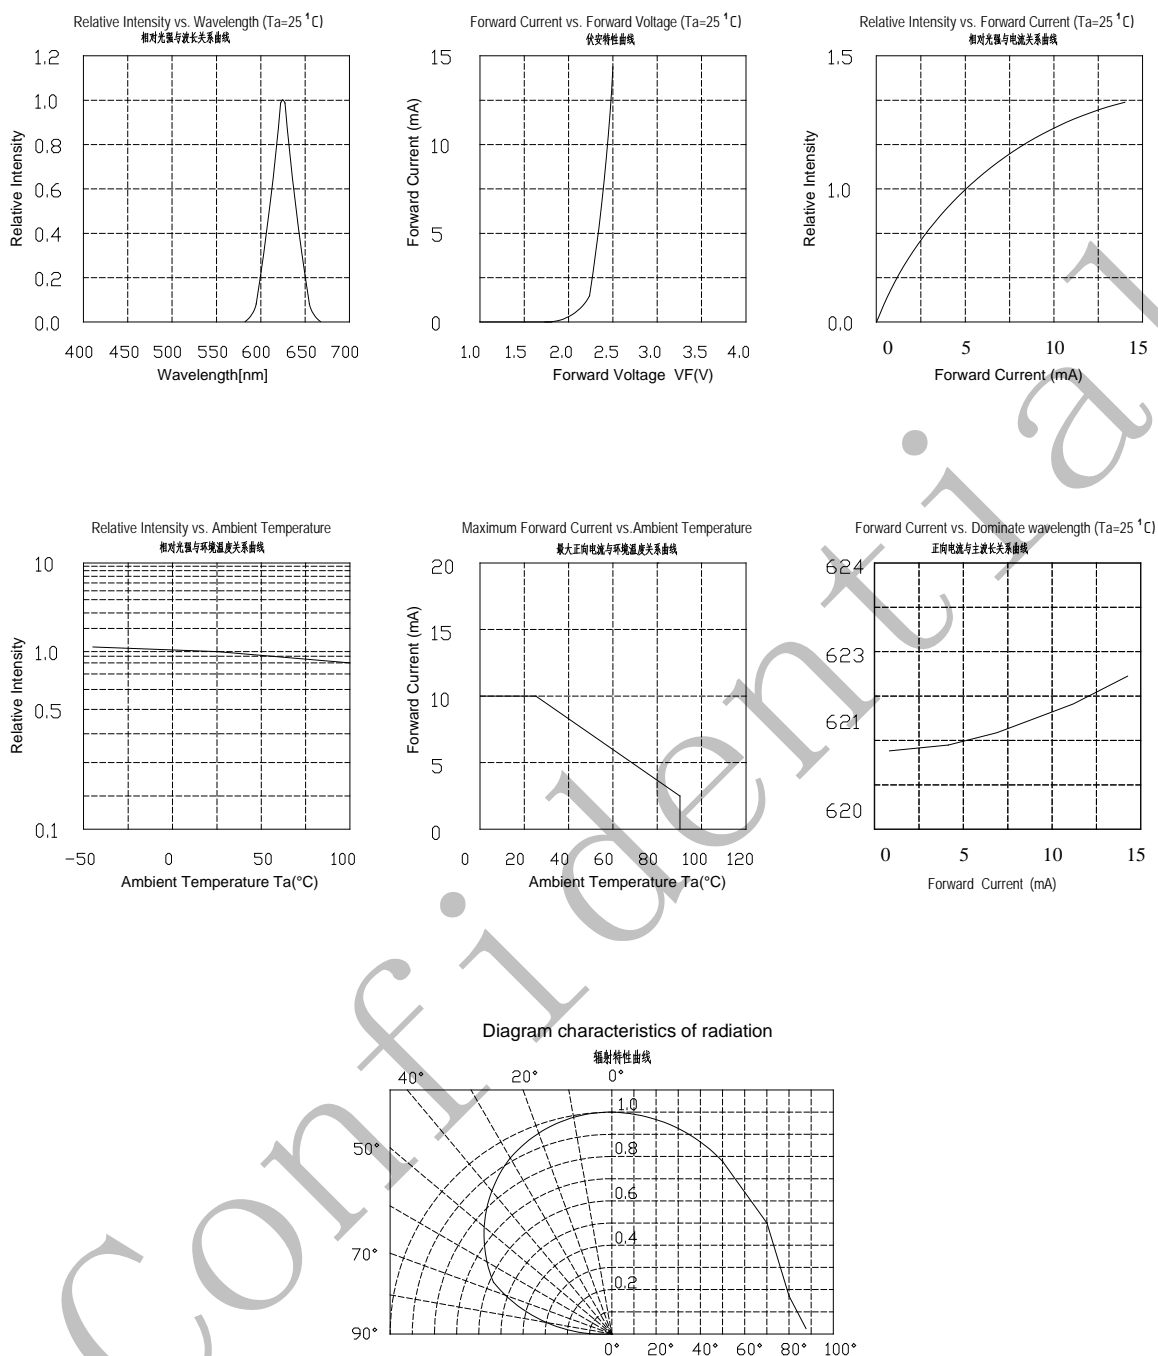 Relative Intensity vs. Wavelength (Ta=25 °C)
相对光强与波长关系曲线
1.2
1.0
0.8
0.6
0.4
0.2
0.0
Relative Intensity
400 450 500 550 600 650 700
Wavelength[nm]
Forward Current vs. Forward Voltage (Ta=25 °C)
伏安特性曲线
15
10
5
0
Forward Current (mA)
1.0 1.5 2.0 2.5 3.0 3.5 4.0
Forward Voltage VF(V)
Relative Intensity vs. Forward Current (Ta=25 °C)
相对光强与电流关系曲线
1.5
1.0
0.0
Relative Intensity
0 5 10 15
Forward Current (mA)
Relative Intensity vs. Ambient Temperature
相对光强与环境温度关系曲线
10
1.0
0.5
0.1
Relative Intensity
-50 0 50 100
Ambient Temperature Ta(°C)
Maximum Forward Current vs.Ambient Temperature
最大正向电流与环境温度关系曲线
20
15
10
5
0
Forward Current (mA)
0 20 40 60 80 100 120
Ambient Temperature Ta(°C)
Forward Current vs. Dominate wavelength (Ta=25 °C)
正向电流与主波长关系曲线
624
623
621
620
0 5 10 15
Forward Current (mA)
Diagram characteristics of radiation
辐射特性曲线
40° 20° 0°
50°
70°
90°
1.0
0.8
0.6
0.4
0.2
0° 20° 40° 60° 80° 100°
Confidential